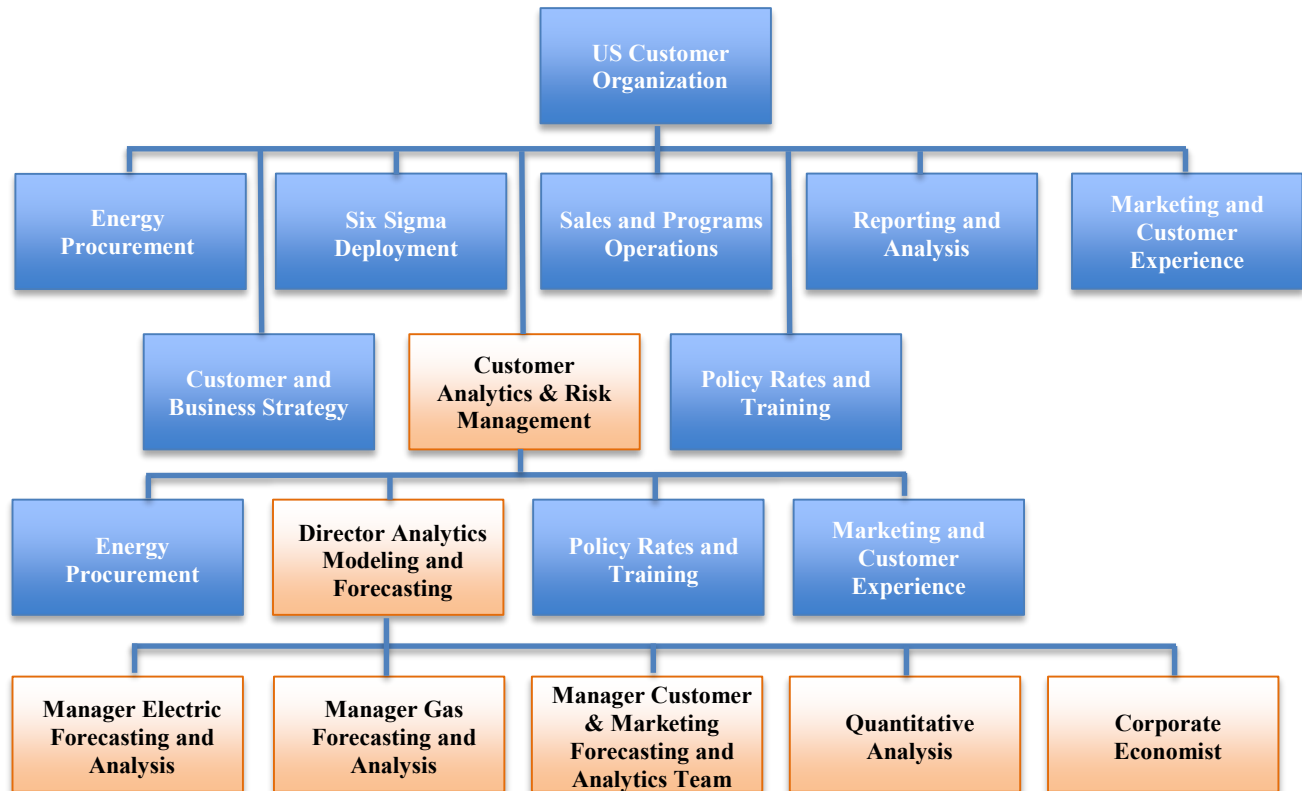 US Customer
Organization
Energy
Procurement
Six Sigma
Deployment
Sales and Programs
Operations
Reporting and
Analysis
Marketing and
Customer
Experience
Customer and
Business Strategy
Customer
Analytics & Risk
Management
Policy Rates and
Training
Energy
Procurement
Director Analytics
Modeling and
Forecasting
Policy Rates and
Training
Marketing and
Customer
Experience
Manager Electric
Forecasting and
Analysis
Manager Gas
Forecasting and
Analysis
Manager Customer
& Marketing
Forecasting and
Analytics Team
Quantitative
Analysis
Corporate
Economist